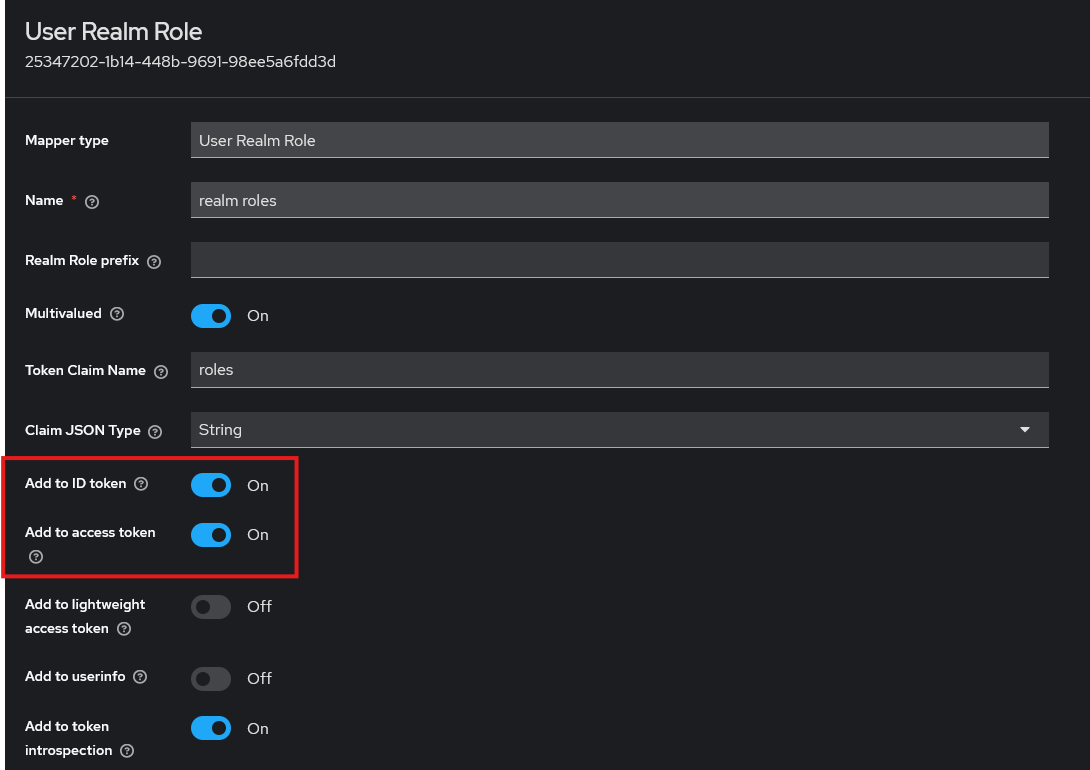 User Realm Role
25347202-1b14-448b-9691-98ee5a6fdd3d
Mapper type
User Realm Role
Name *
realm roles
Realm Role prefix
Multivalued
On
Token Claim Name
roles
Claim JSON Type
String
Add to ID token
On
Add to access token
On
Add to lightweight
access token
Off
Add to userinfo
Off
Add to token
introspection
On